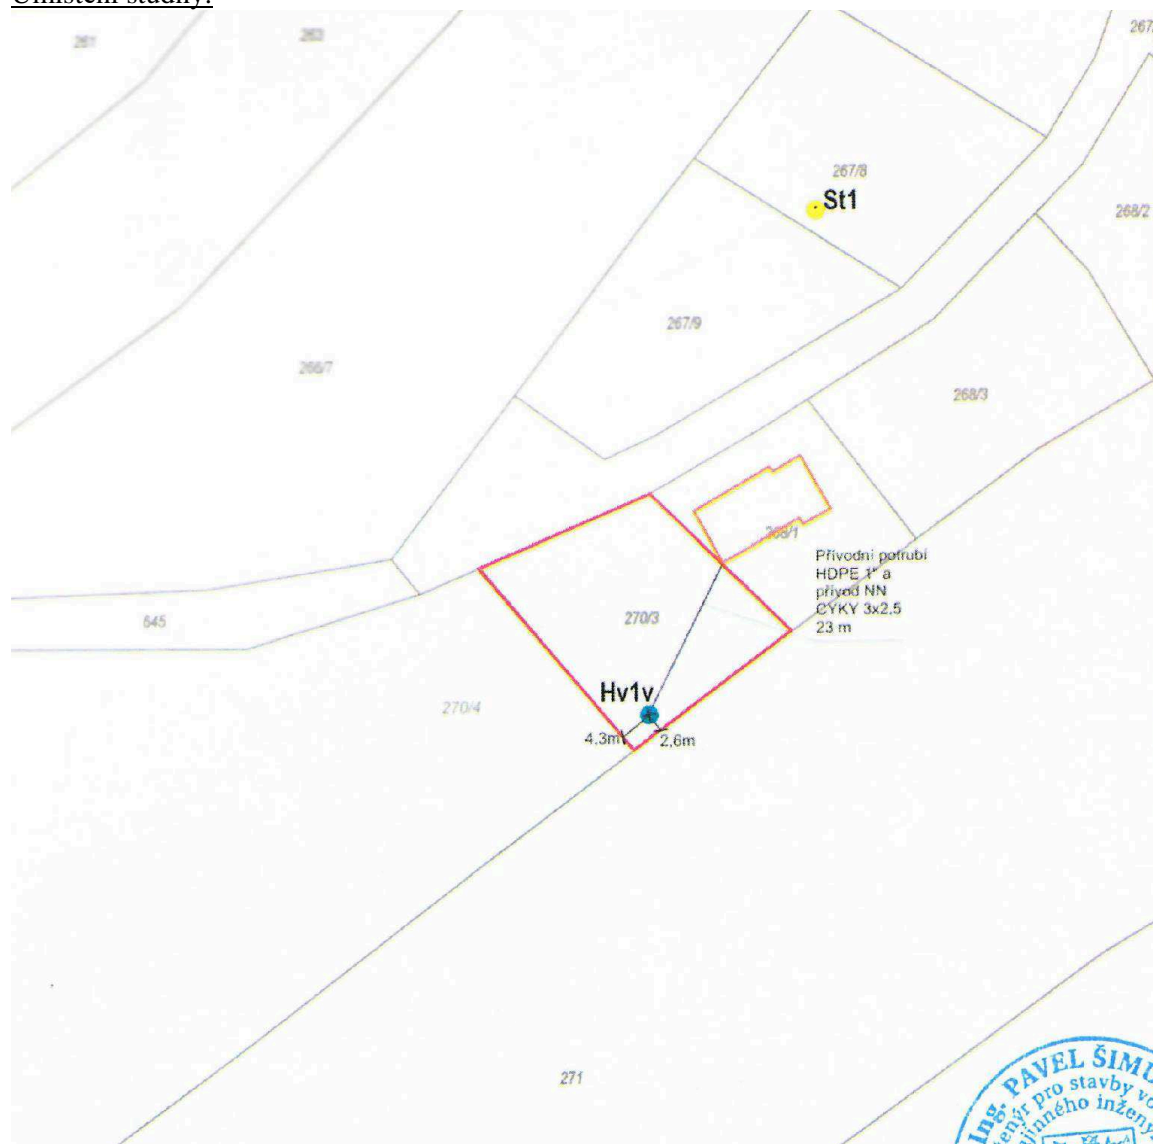 Umístění studny:
261
263
267/8
St1
268/2
267/9
266/7
268/3
268/1
Přívodní potrubí
HDPE 1" a
přívod NN
CYKY 3x2,5
23 m
645
270/3
270/4
Hv1v
4,3m
2,6m
271
Ing. PAVEL
pro stavby